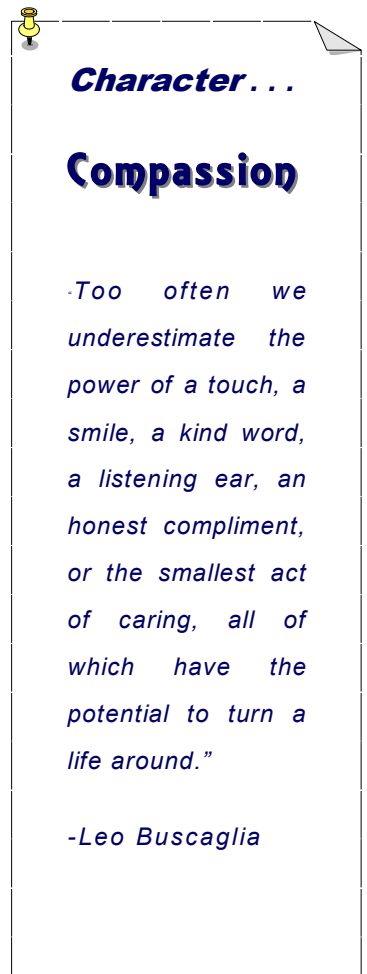 Character . . .
Compassion
“Too often we
underestimate the
power of a touch, a
smile, a kind word,
a listening ear, an
honest compliment,
or the smallest act
of caring, all of
which have the
potential to turn a
life around.”
-Leo Buscaglia